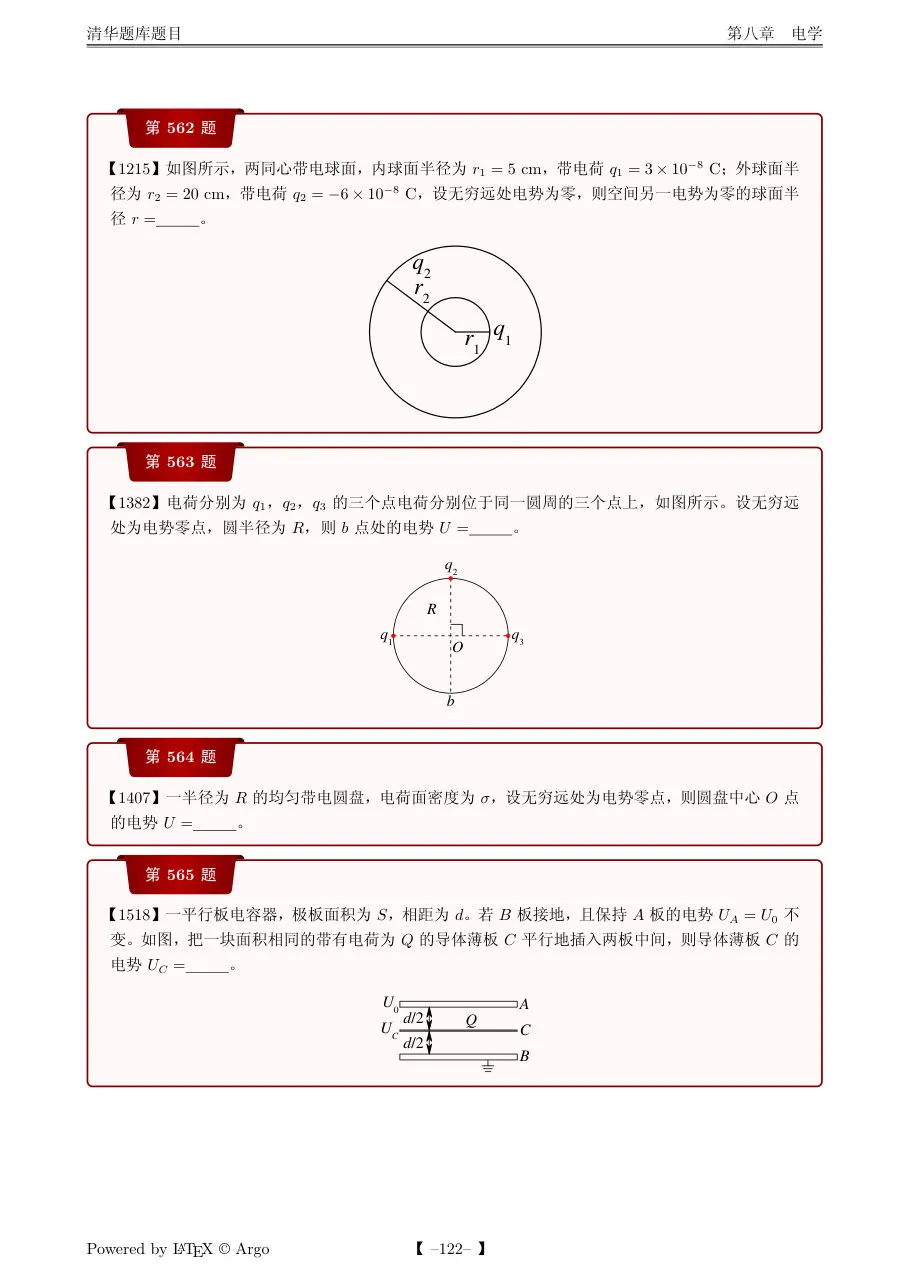 清华题库题目 第八章 电学
第 562 题
【1215】如图所示，两同心带电球面，内球面半径为 r₁ = 5 cm，带电荷 q₁ = 3 × 10⁻⁸ C；外球面半
径为 r₂ = 20 cm，带电荷 q₂ = −6 × 10⁻⁸ C，设无穷远处电势为零，则空间另一电势为零的球面半
径 r =_____。
q₂
r₂
r₁ q₁
第 563 题
【1382】电荷分别为 q₁，q₂，q₃ 的三个点电荷分别位于同一圆周的三个点上，如图所示。设无穷远
处为电势零点，圆半径为 R，则 b 点处的电势 U =_____。
q₂
R
q₁ O q₃
b
第 564 题
【1407】一半径为 R 的均匀带电圆盘，电荷面密度为 σ，设无穷远处为电势零点，则圆盘中心 O 点
的电势 U =_____。
第 565 题
【1518】一平行板电容器，极板面积为 S，相距为 d。若 B 板接地，且保持 A 板的电势 U_A = U₀ 不
变。如图，把一块面积相同的带有电荷为 Q 的导体薄板 C 平行地插入两板中间，则导体薄板 C 的
电势 U_C =_____。
U₀ A
d/2 Q
U_C C
d/2
B
Powered by LATEX © Argo 【 –122– 】